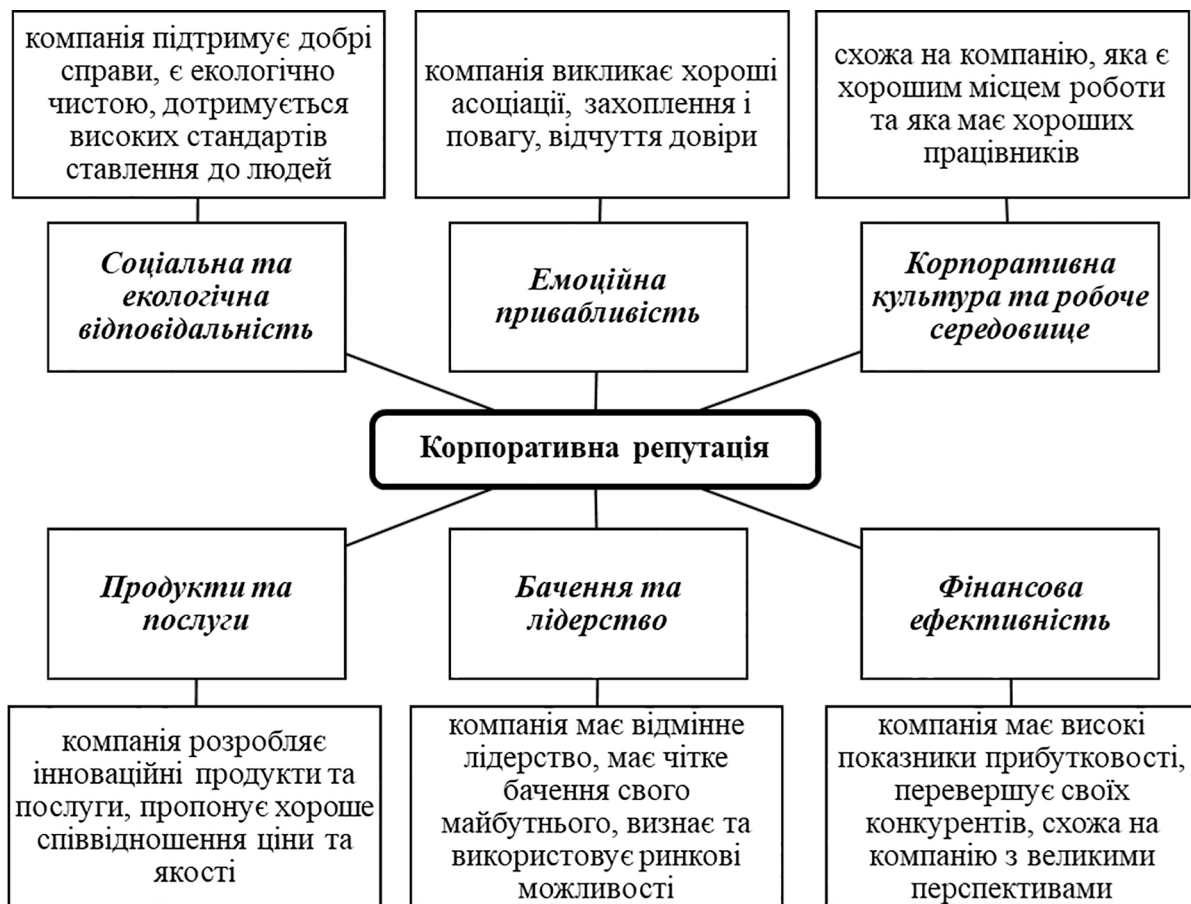 компанія підтримує добрі
справи, є екологічно
чистою, дотримується
високих стандартів
ставлення до людей
компанія викликає хороші
асоціації, захоплення і
повагу, відчуття довіри
схожа на компанію, яка є
хорошим місцем роботи
та яка має хороших
працівників
Соціальна та
екологічна
відповідальність
Емоційна
привабливість
Корпоративна
культура та робоче
середовище
Корпоративна репутація
Продукти та
послуги
Бачення та
лідерство
Фінансова
ефективність
компанія розробляє
інноваційні продукти та
послуги, пропонує хороше
співвідношення ціни та
якості
компанія має відмінне
лідерство, має чітке
бачення свого
майбутнього, визнає та
використовує ринкові
можливості
компанія має високі
показники прибутковості,
перевершує своїх
конкурентів, схожа на
компанію з великими
перспективами